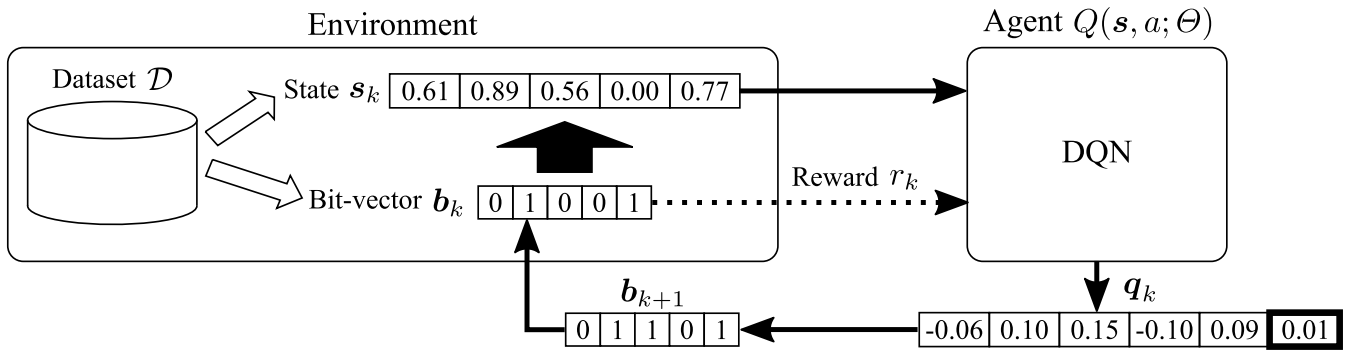 Environment
Agent Q(s, a; Θ)
Dataset 𝒟
State s_k 0.61 0.89 0.56 0.00 0.77
DQN
Reward r_k
Bit-vector b_k 0 1 0 0 1
b_{k+1}
q_k
0 1 1 0 1
-0.06 0.10 0.15 -0.10 0.09 0.01